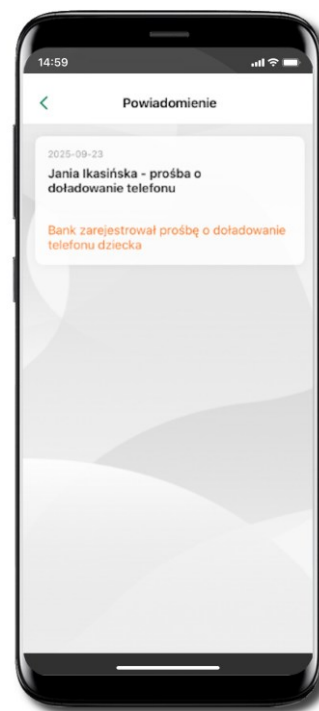 14:59
Powiadomienie
2025-09-23
Jania Ikasińska - prośba o
doładowanie telefonu
Bank zarejestrował prośbę o doładowanie
telefonu dziecka